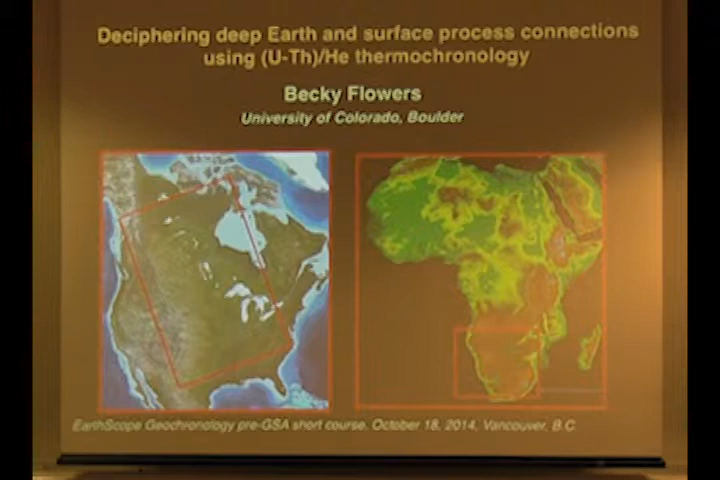 Deciphering deep Earth and surface process connections
using (U-Th)/He thermochronology
Becky Flowers
University of Colorado, Boulder
EarthScope Geochronology pre-GSA short course. October 18, 2014, Vancouver, B.C.